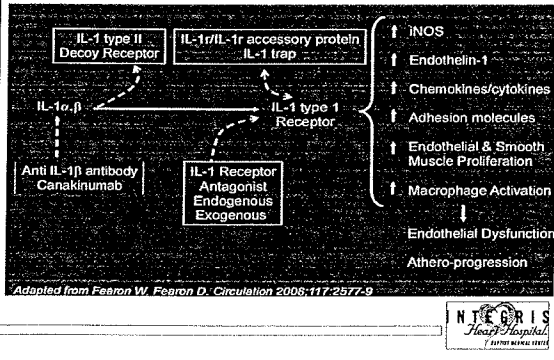 IL-1 type II
Decoy Receptor
IL-1r/IL-1r accessory protein
IL-1 trap
IL-1α,β
IL-1 type 1
Receptor
Anti IL-1β antibody
Canakinumab
IL-1 Receptor
Antagonist
Endogenous
Exogenous
iNOS
Endothelin-1
Chemokines/cytokines
Adhesion molecules
Endothelial & Smooth
Muscle Proliferation
Macrophage Activation
Endothelial Dysfunction
Athero-progression
Adapted from Fearon W, Fearon D. Circulation 2008;117:2577-9
INTEGRIS
Heart Hospital
BAPTIST MEDICAL CENTER